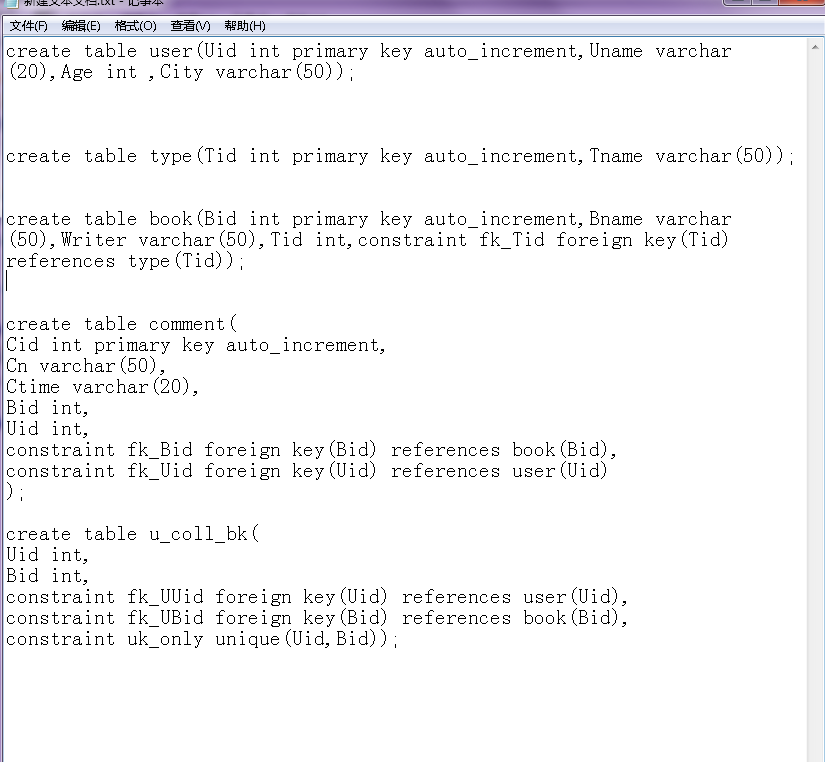 新建文本文档.txt - 记事本
文件(F) 编辑(E) 格式(O) 查看(V) 帮助(H)
create table user(Uid int primary key auto_increment,Uname varchar
(20),Age int ,City varchar(50));
create table type(Tid int primary key auto_increment,Tname varchar(50));
create table book(Bid int primary key auto_increment,Bname varchar
(50),Writer varchar(50),Tid int,constraint fk_Tid foreign key(Tid)
references type(Tid));
create table comment(
Cid int primary key auto_increment,
Cn varchar(50),
Ctime varchar(20),
Bid int,
Uid int,
constraint fk_Bid foreign key(Bid) references book(Bid),
constraint fk_Uid foreign key(Uid) references user(Uid)
);
create table u_coll_bk(
Uid int,
Bid int,
constraint fk_UUid foreign key(Uid) references user(Uid),
constraint fk_UBid foreign key(Bid) references book(Bid),
constraint uk_only unique(Uid,Bid));